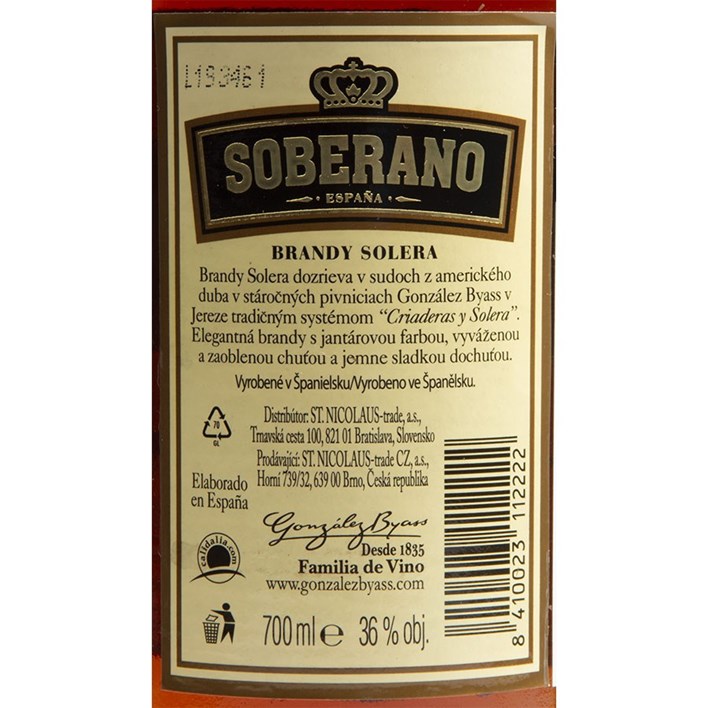 L193461
SOBERANO
ESPAÑA
BRANDY SOLERA
Brandy Solera dozrieva v sudoch z amerického
duba v stáročných pivniciach González Byass v
Jereze tradičným systémom “Criaderas y Solera”.
Elegantná brandy s jantárovou farbou, vyváženou
a zaoblenou chuťou a jemne sladkou dochuťou.
Vyrobené v Španielsku/Vyrobeno ve Španělsku.
Distribútor: ST. NICOLAUS-trade, a.s.,
Trnavská cesta 100, 821 01 Bratislava, Slovensko
Prodávající: ST. NICOLAUS-trade CZ, a.s.,
Horní 739/32, 639 00 Brno, Česká republika
70
GL
Elaborado
en España
González Byass
Desde 1835
Familia de Vino
www.gonzalezbyass.com
calidalia.com
700 ml e 36 % obj.
8 410023 112222